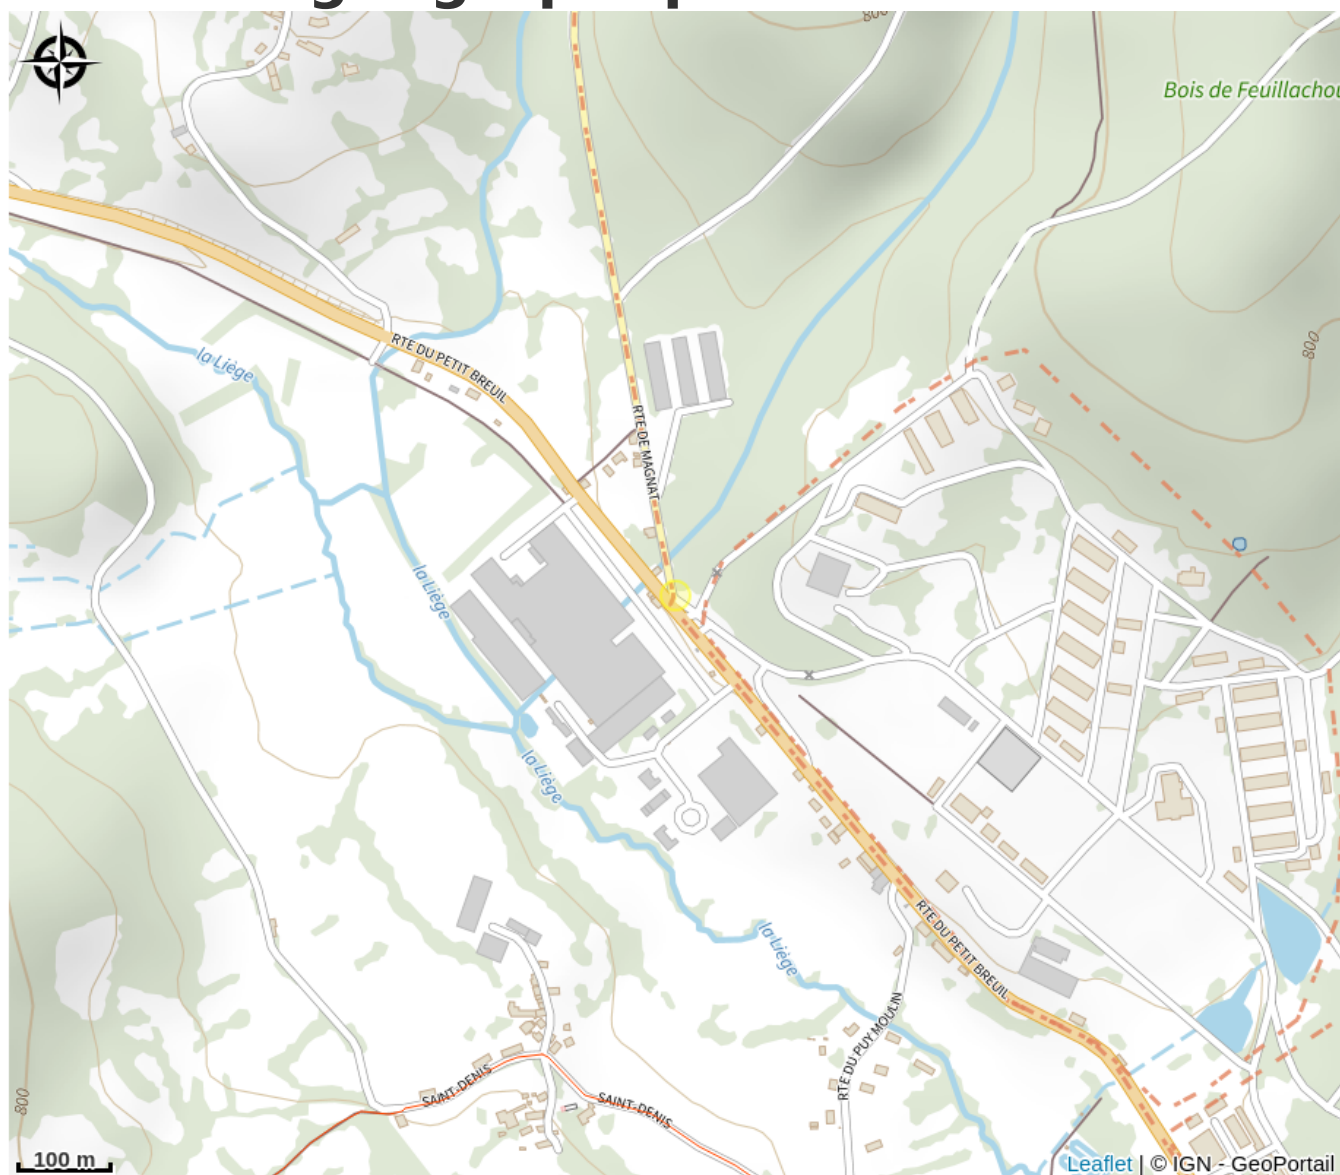 800
Bois de Feuillachou
RTE DU PETIT BREUIL
la Liège
800
RTE DE MAGNAT
la Liège
la Liège
la Liège
RTE DU PETIT BREUIL
RTE DU PUY MOULIN
SAINT-DENIS
SAINT-DENIS
800
100 m
Leaflet | © IGN - GeoPortail